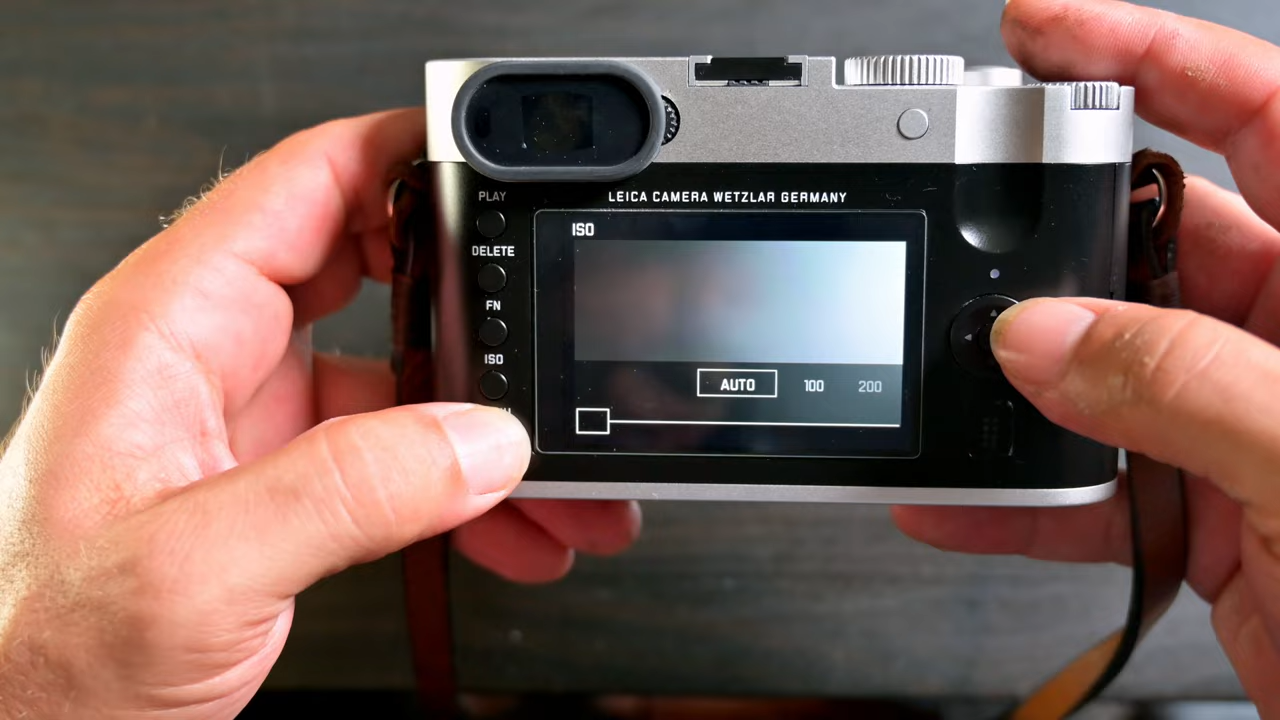 PLAY
LEICA CAMERA WETZLAR GERMANY
DELETE
FN
ISO
ISO
AUTO 100 200